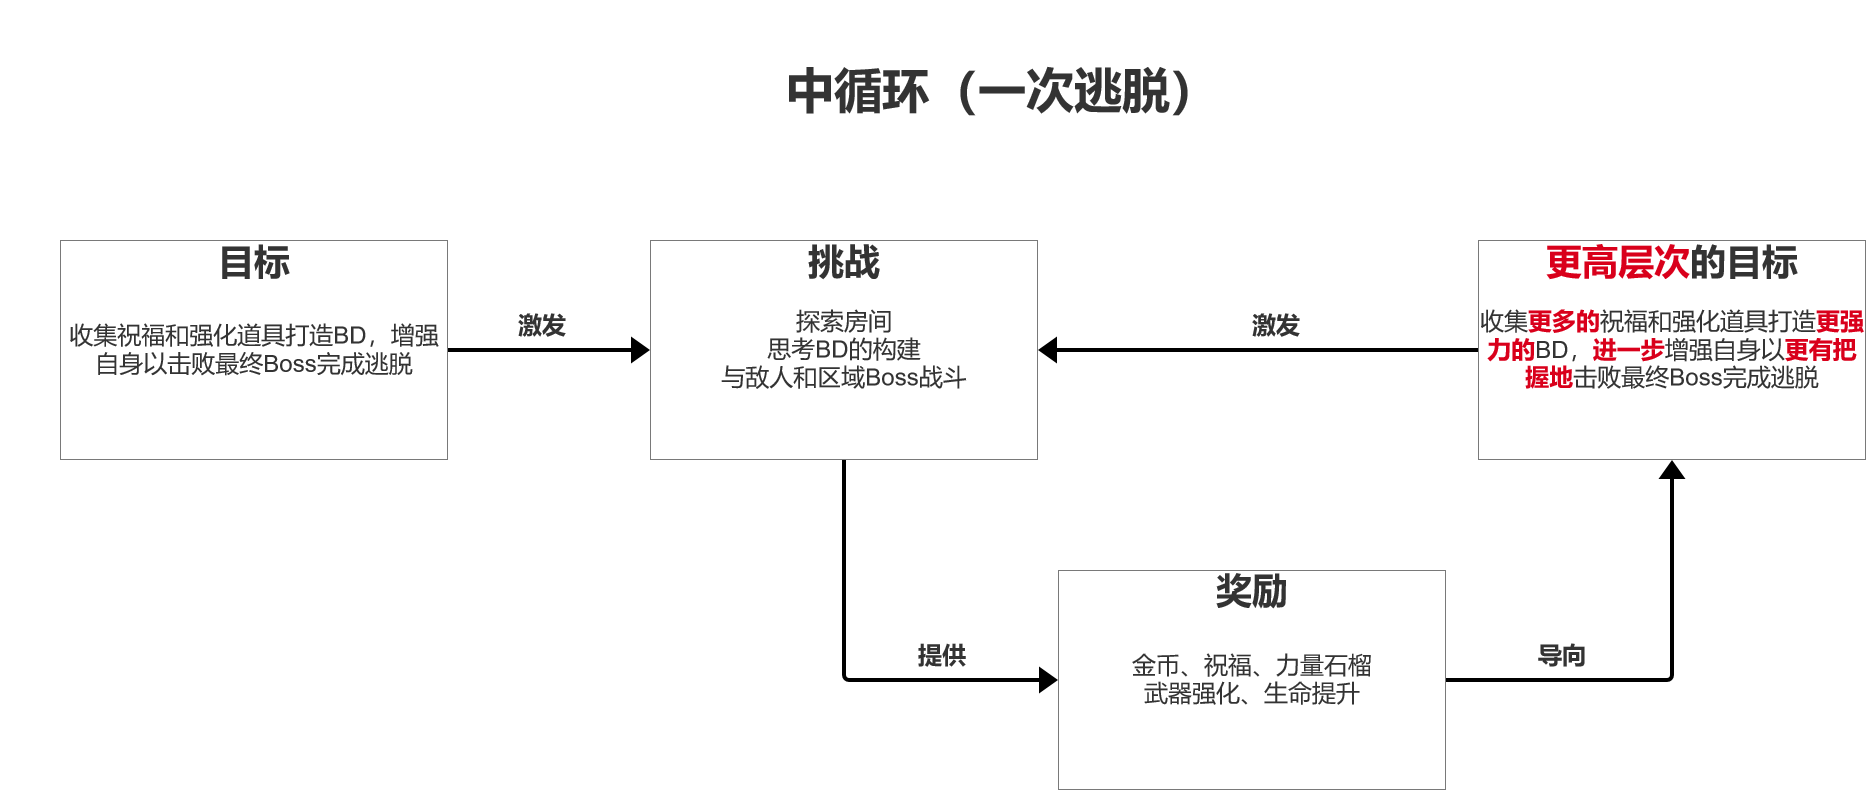 中循环（一次逃脱）
目标
收集祝福和强化道具打造BD，增强
自身以击败最终Boss完成逃脱
激发
挑战
探索房间
思考BD的构建
与敌人和区域Boss战斗
激发
更高层次的目标
收集更多的祝福和强化道具打造更强
力的BD，进一步增强自身以更有把
握地击败最终Boss完成逃脱
提供
奖励
金币、祝福、力量石榴
武器强化、生命提升
导向